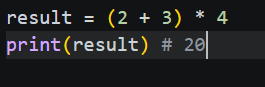 result = (2 + 3) * 4
print(result) # 20